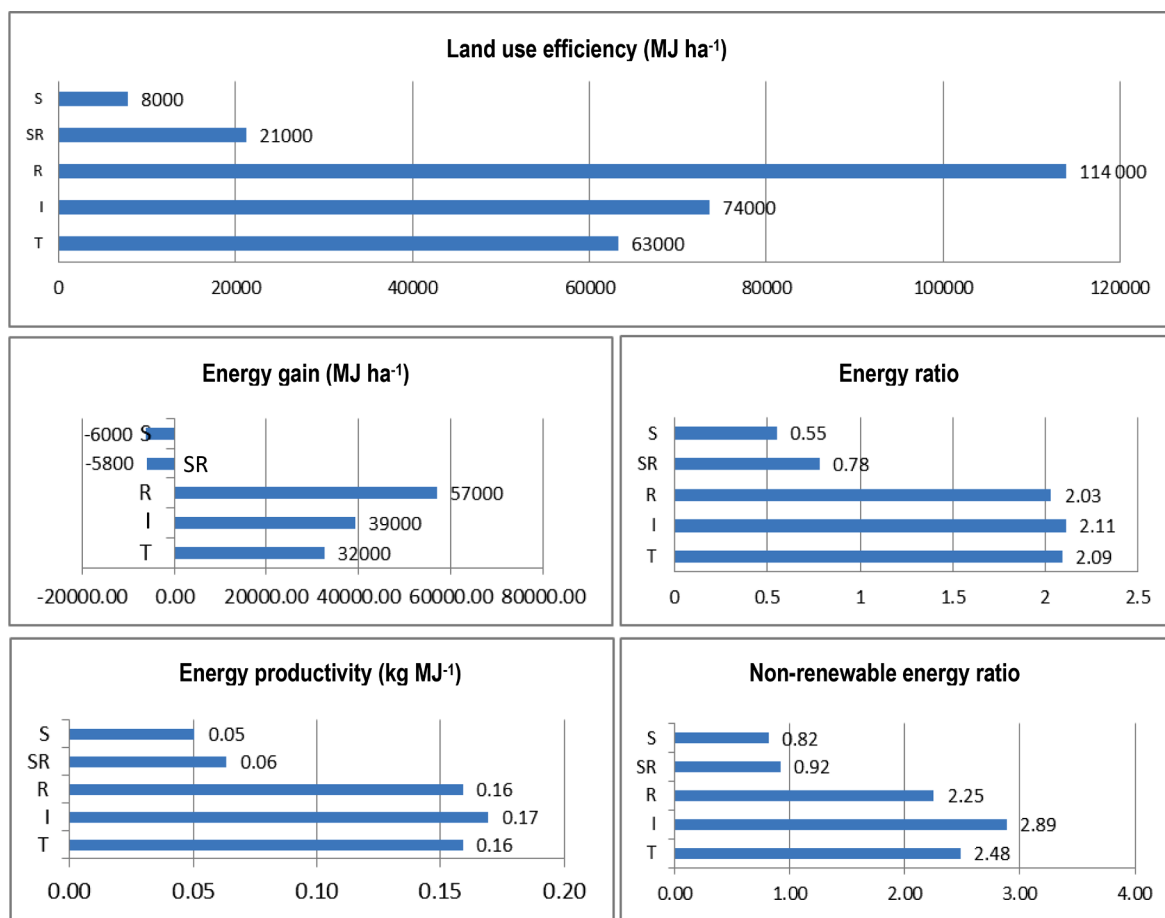 Land use efficiency (MJ ha⁻¹)
S 8000
SR 21000
R 114 000
I 74000
T 63000
0 20000 40000 60000 80000 100000 120000
Energy gain (MJ ha⁻¹)
-6000 S
-5800 SR
R 57000
I 39000
T 32000
-20000.00 0.00 20000.00 40000.00 60000.00 80000.00
Energy ratio
S 0.55
SR 0.78
R 2.03
I 2.11
T 2.09
0 0.5 1 1.5 2 2.5
Energy productivity (kg MJ⁻¹)
S 0.05
SR 0.06
R 0.16
I 0.17
T 0.16
0.00 0.05 0.10 0.15 0.20
Non-renewable energy ratio
S 0.82
SR 0.92
R 2.25
I 2.89
T 2.48
0.00 1.00 2.00 3.00 4.00